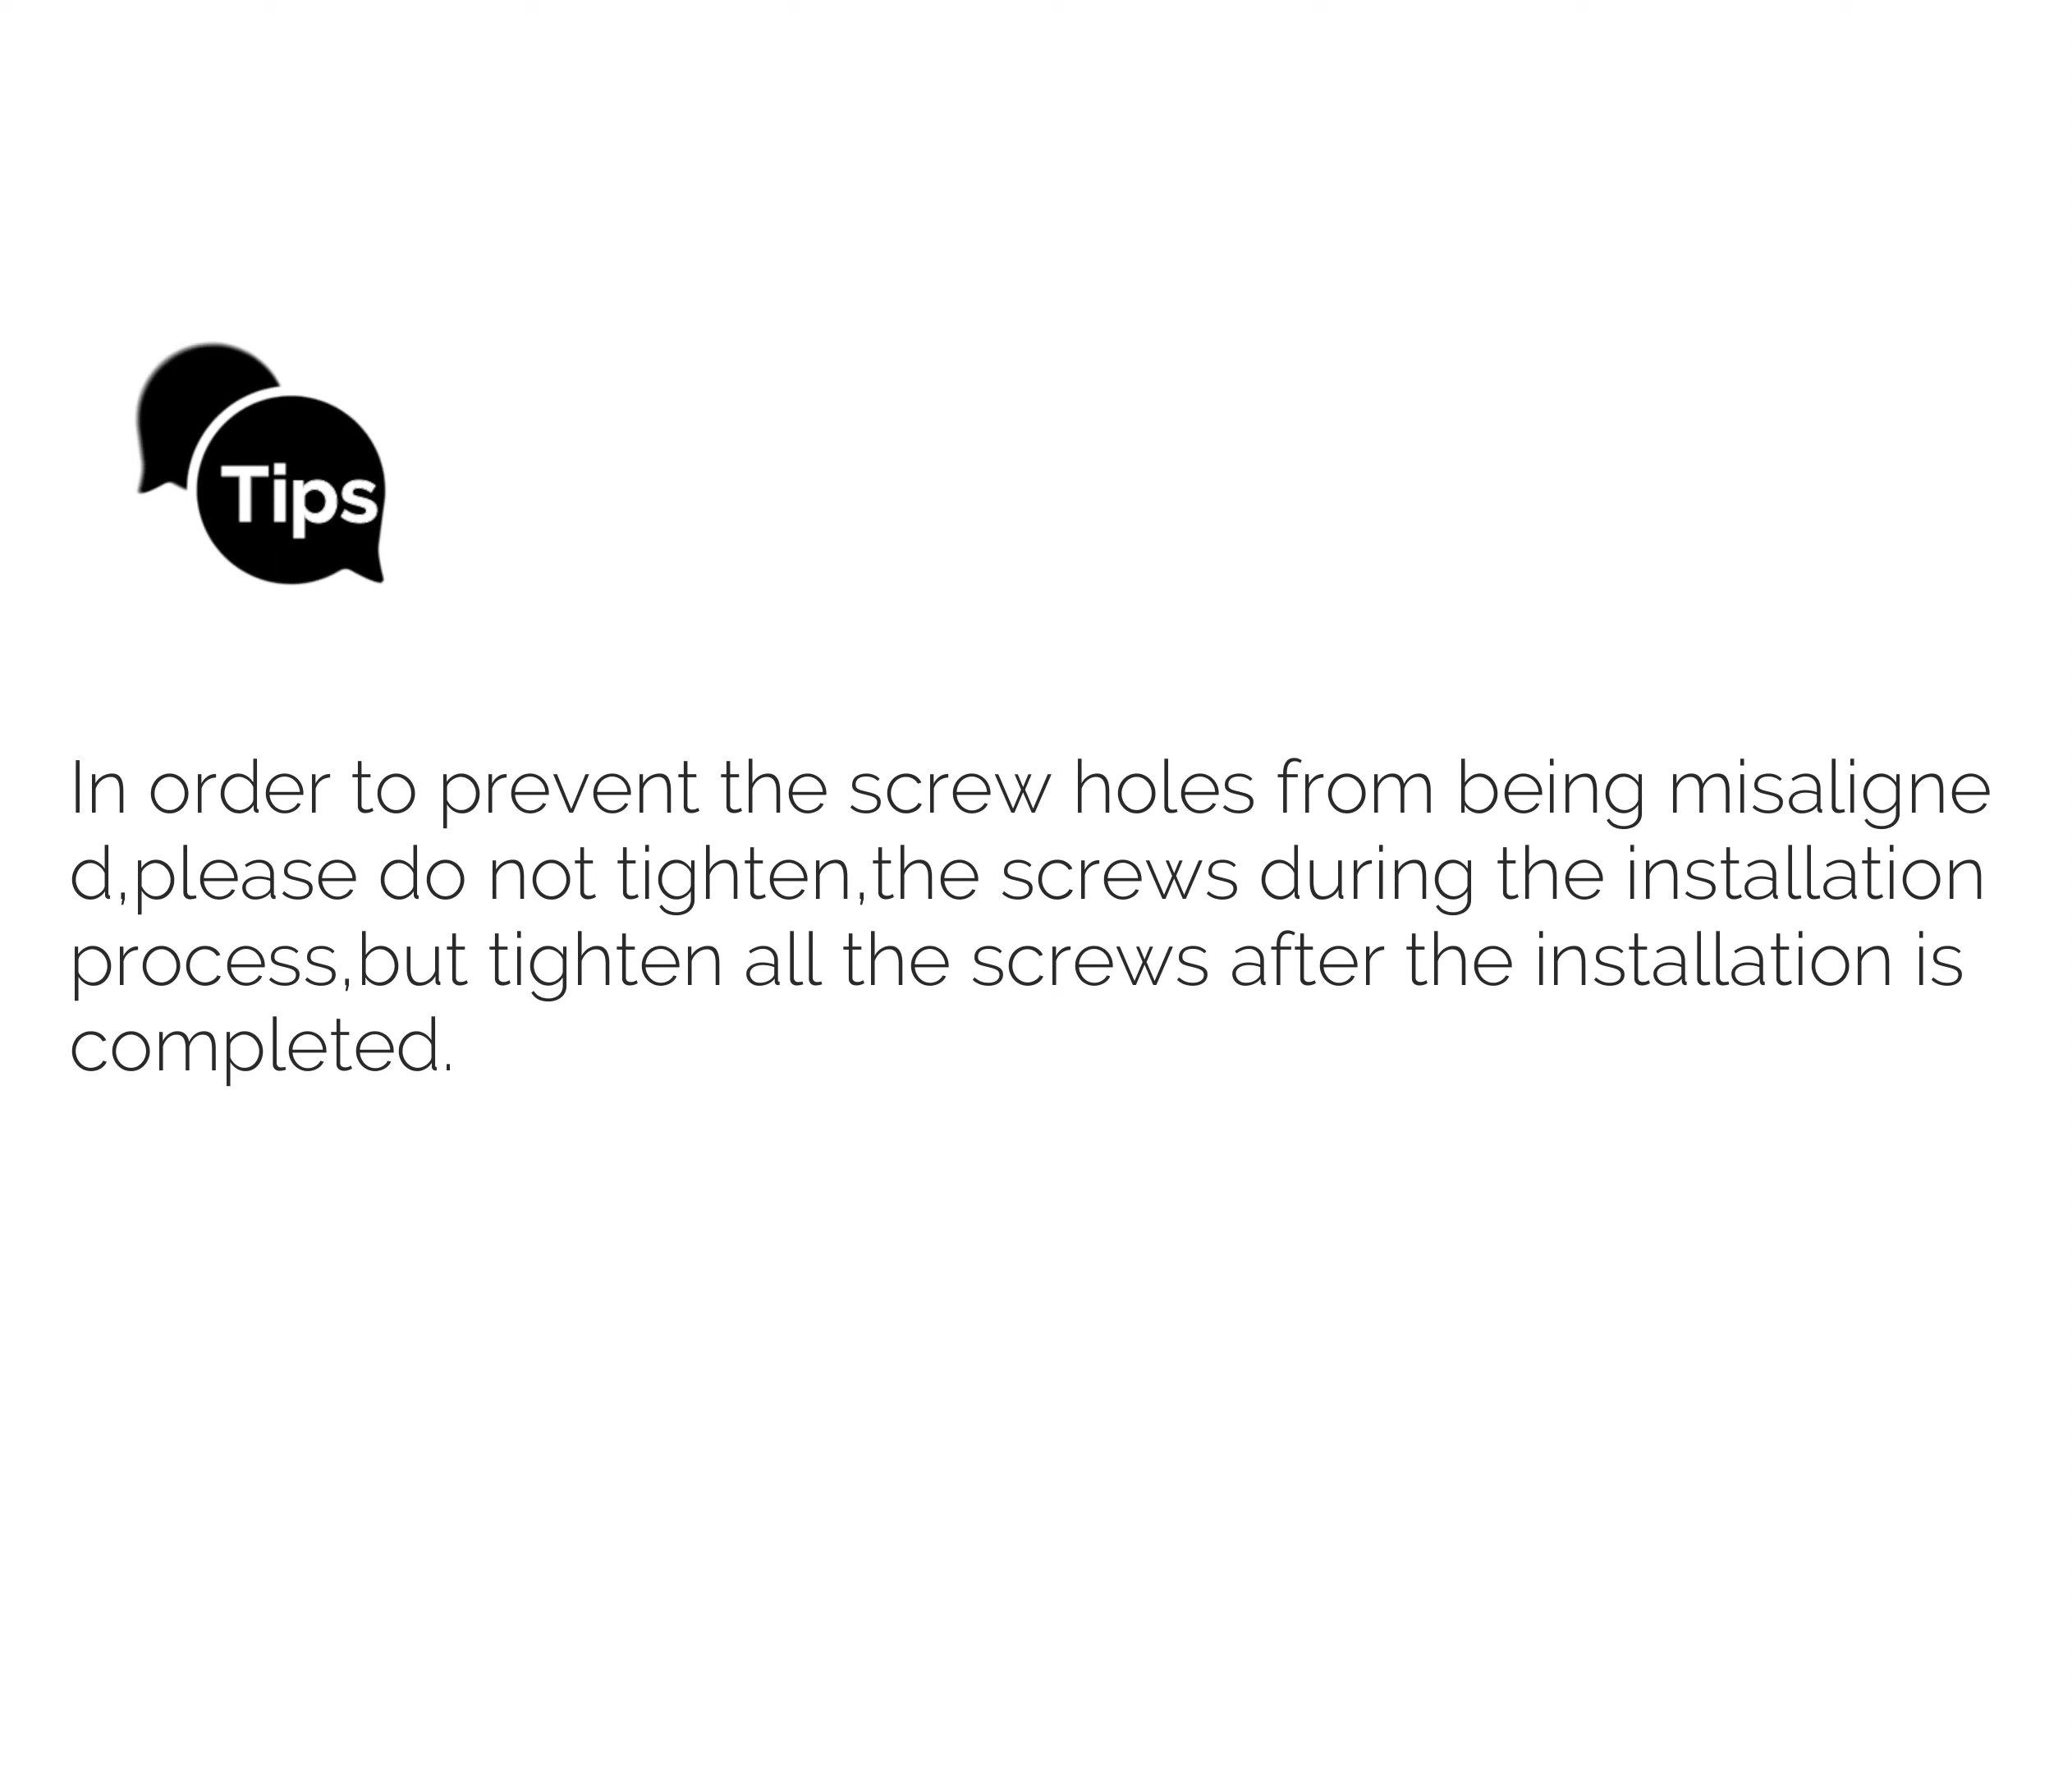 Tips
In order to prevent the screw holes from being misaligne
d,please do not tighten,the screws during the installation
process,but tighten all the screws after the installation is
completed.